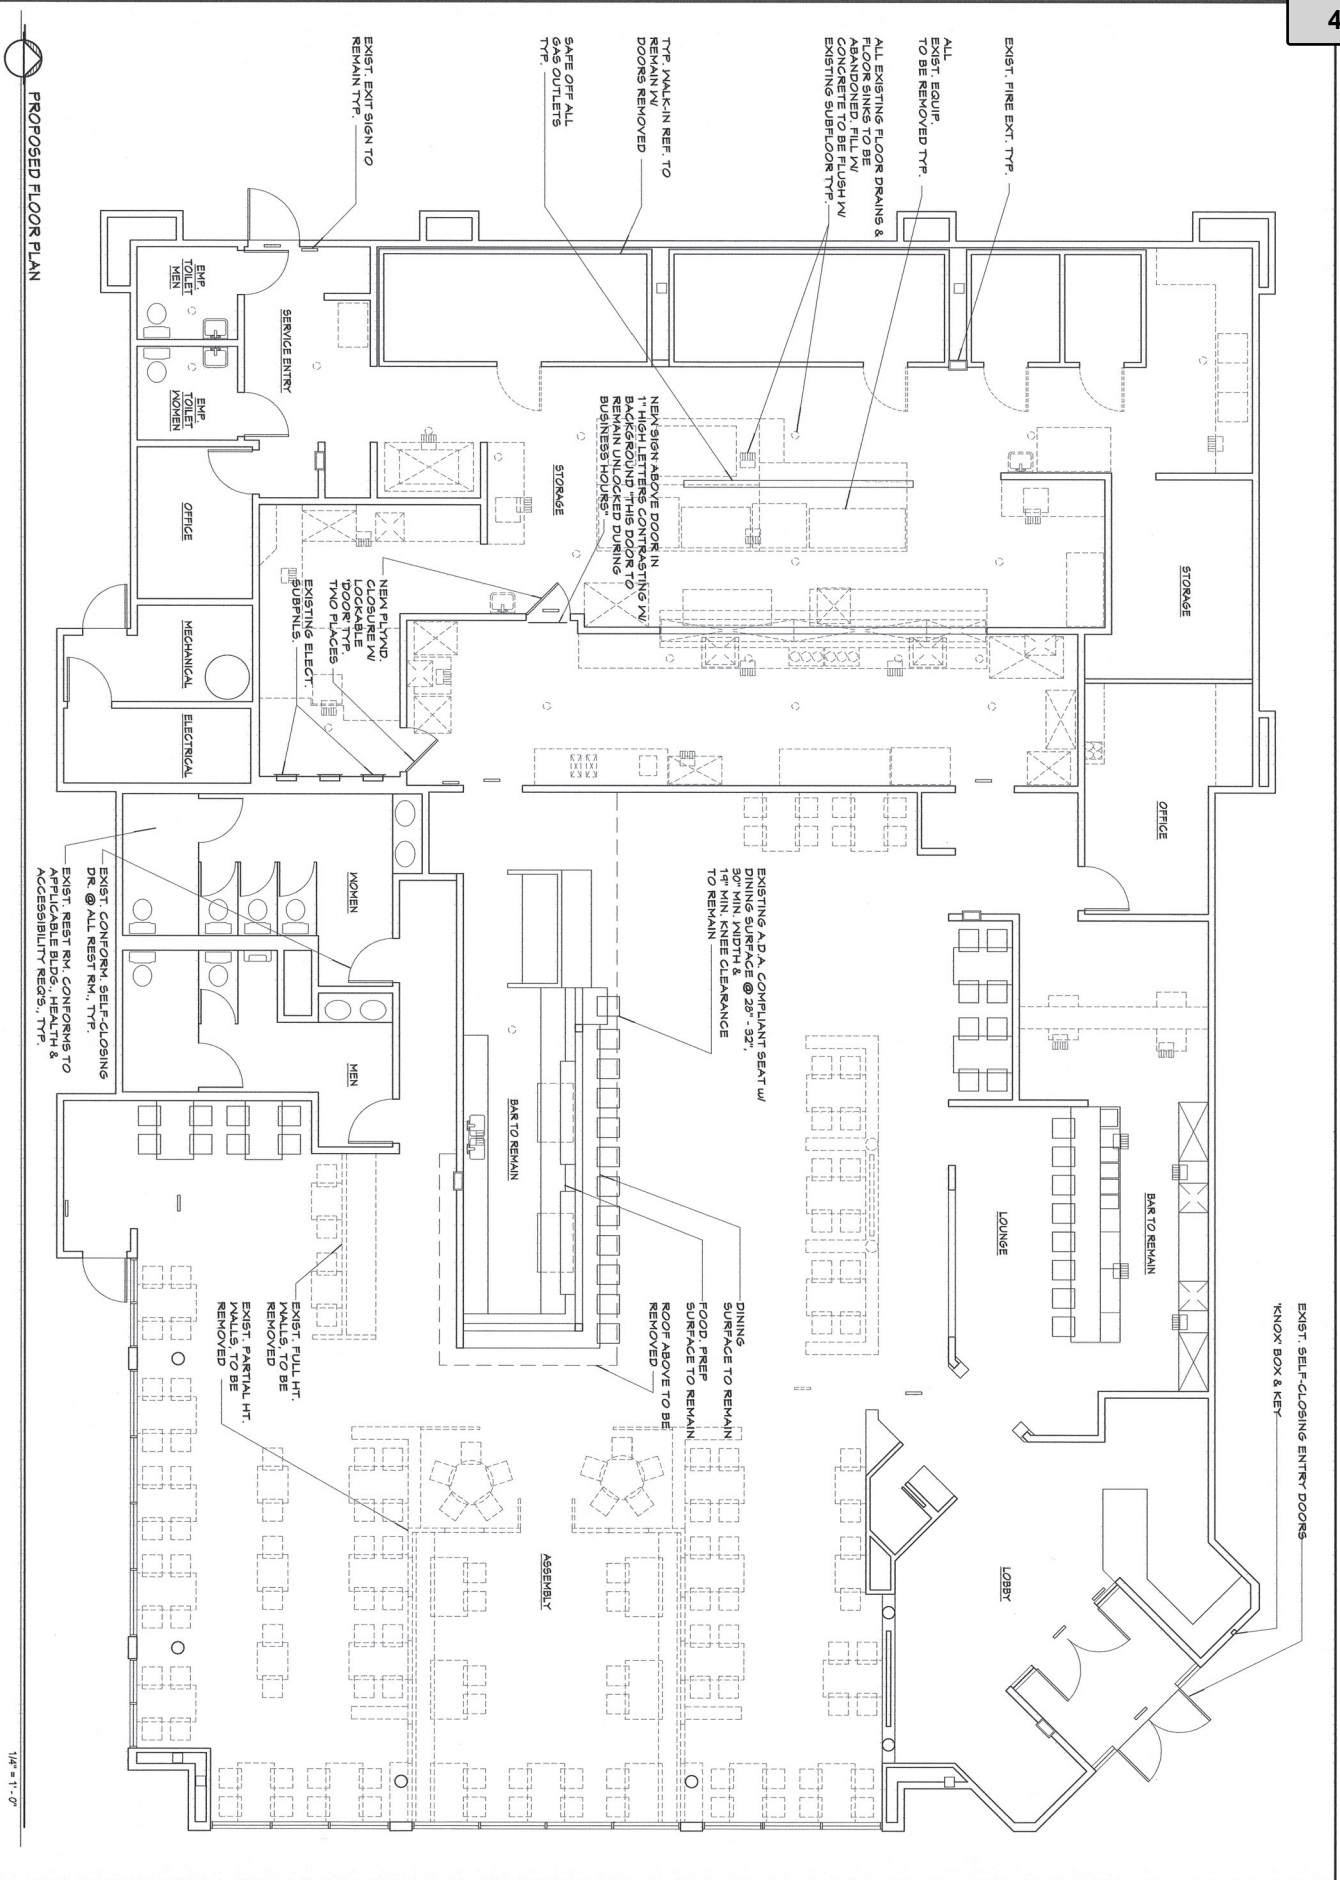 4
EXIST. FIRE EXT. TYP.
ALL
EXIST. EQUIP.
TO BE REMOVED TYP.
ALL EXISTING FLOOR DRAINS &
FLOOR SINKS TO BE
ABANDONED. FILL W/
CONCRETE TO BE FLUSH W/
EXISTING SUBFLOOR TYP.
TYP. WALK-IN REF. TO
REMAIN W/
DOORS REMOVED
SAFE OFF ALL
GAS OUTLETS
TYP.
EXIST. EXIT SIGN TO
REMAIN TYP.
EMP.
TOILET
MEN
EMP.
TOILET
WOMEN
SERVICE ENTRY
OFFICE
MECHANICAL
ELECTRICAL
STORAGE
NEW SIGN ABOVE DOOR IN
1" HIGH LETTERS CONTRASTING W/
BACKGROUND "THIS DOOR TO
REMAIN UNLOCKED DURING
BUSINESS HOURS"
NEW PLYWD.
CLOSURE W/
LOCKABLE
'DOOR' TYP.
TWO PLACES
EXISTING ELECT.
SUBPNLS.
STORAGE
OFFICE
EXISTING A.D.A. COMPLIANT SEAT w/
DINING SURFACE @ 28" - 32",
30" MIN. WIDTH &
19" MIN. KNEE CLEARANCE
TO REMAIN
WOMEN
MEN
EXIST. CONFORM. SELF-CLOSING
DR. @ ALL REST RM., TYP.
EXIST. REST RM. CONFORMS TO
APPLICABLE BLDG., HEALTH &
ACCESSIBILITY REQ'S., TYP.
BAR TO REMAIN
BAR TO REMAIN
LOUNGE
DINING
SURFACE TO REMAIN
FOOD. PREP
SURFACE TO REMAIN
ROOF ABOVE TO BE
REMOVED
EXIST. FULL HT.
WALLS, TO BE
REMOVED
EXIST. PARTIAL HT.
WALLS, TO BE
REMOVED
EXIST. SELF-CLOSING ENTRY DOORS
'KNOX' BOX & KEY
ASSEMBLY
LOBBY
PROPOSED FLOOR PLAN
1/4" = 1' - 0"